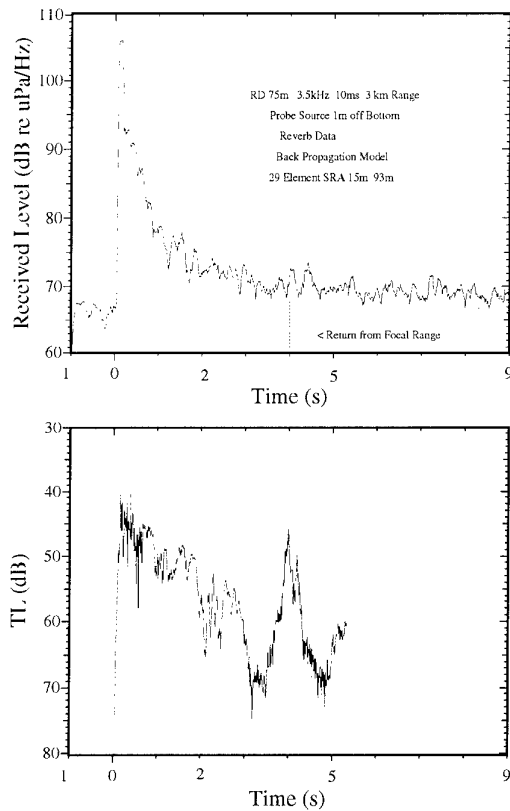 110
100
90
80
70
60
Received Level (dB re uPa/Hz)
RD 75m 3.5kHz 10ms 3 km Range
Probe Source 1m off Bottom
Reverb Data
Back Propagation Model
29 Element SRA 15m 93m
< Return from Focal Range
1 0 2 5 9
Time (s)
30
40
50
60
70
80
TL (dB)
1 0 2 5 9
Time (s)